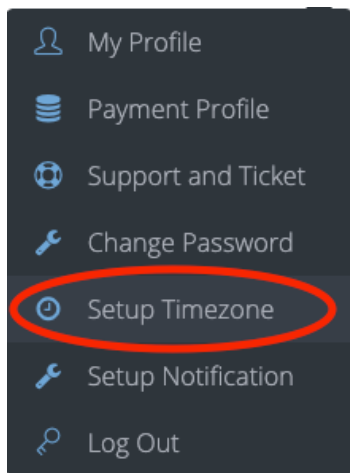 My Profile
Payment Profile
Support and Ticket
Change Password
Setup Timezone
Setup Notification
Log Out